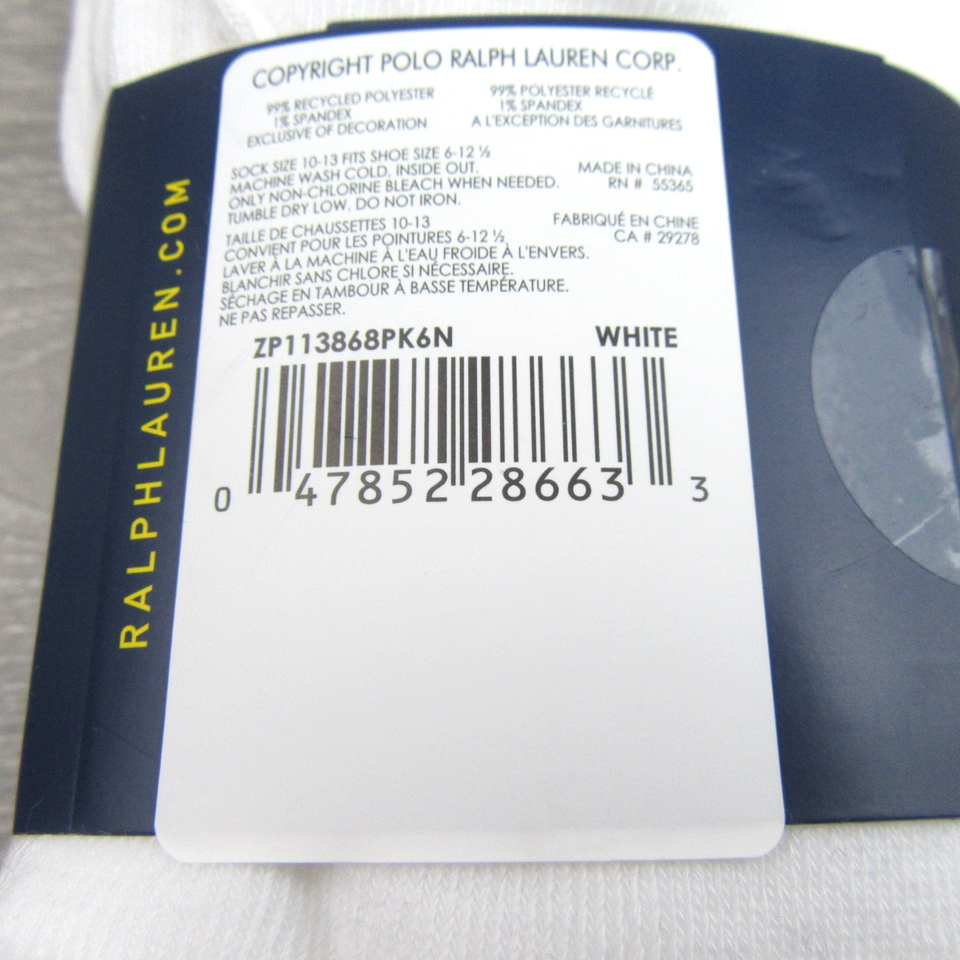 COPYRIGHT POLO RALPH LAUREN CORP.
99% RECYCLED POLYESTER
1% SPANDEX
EXCLUSIVE OF DECORATION
99% POLYESTER RECYCLÉ
1% SPANDEX
A L'EXCEPTION DES GARNITURES
SOCK SIZE 10-13 FITS SHOE SIZE 6-12 ½
MACHINE WASH COLD, INSIDE OUT.
ONLY NON-CHLORINE BLEACH WHEN NEEDED.
TUMBLE DRY LOW. DO NOT IRON.
MADE IN CHINA
RN # 55365
TAILLE DE CHAUSSETTES 10-13
CONVIENT POUR LES POINTURES 6-12 ½
LAVER À LA MACHINE À L'EAU FROIDE À L'ENVERS.
BLANCHIR SANS CHLORE SI NÉCESSAIRE.
SÉCHAGE EN TAMBOUR À BASSE TEMPÉRATURE.
NE PAS REPASSER.
FABRIQUÉ EN CHINE
CA # 29278
ZP113868PK6N WHITE
0 47852 28663 3
RALPHLAUREN.COM